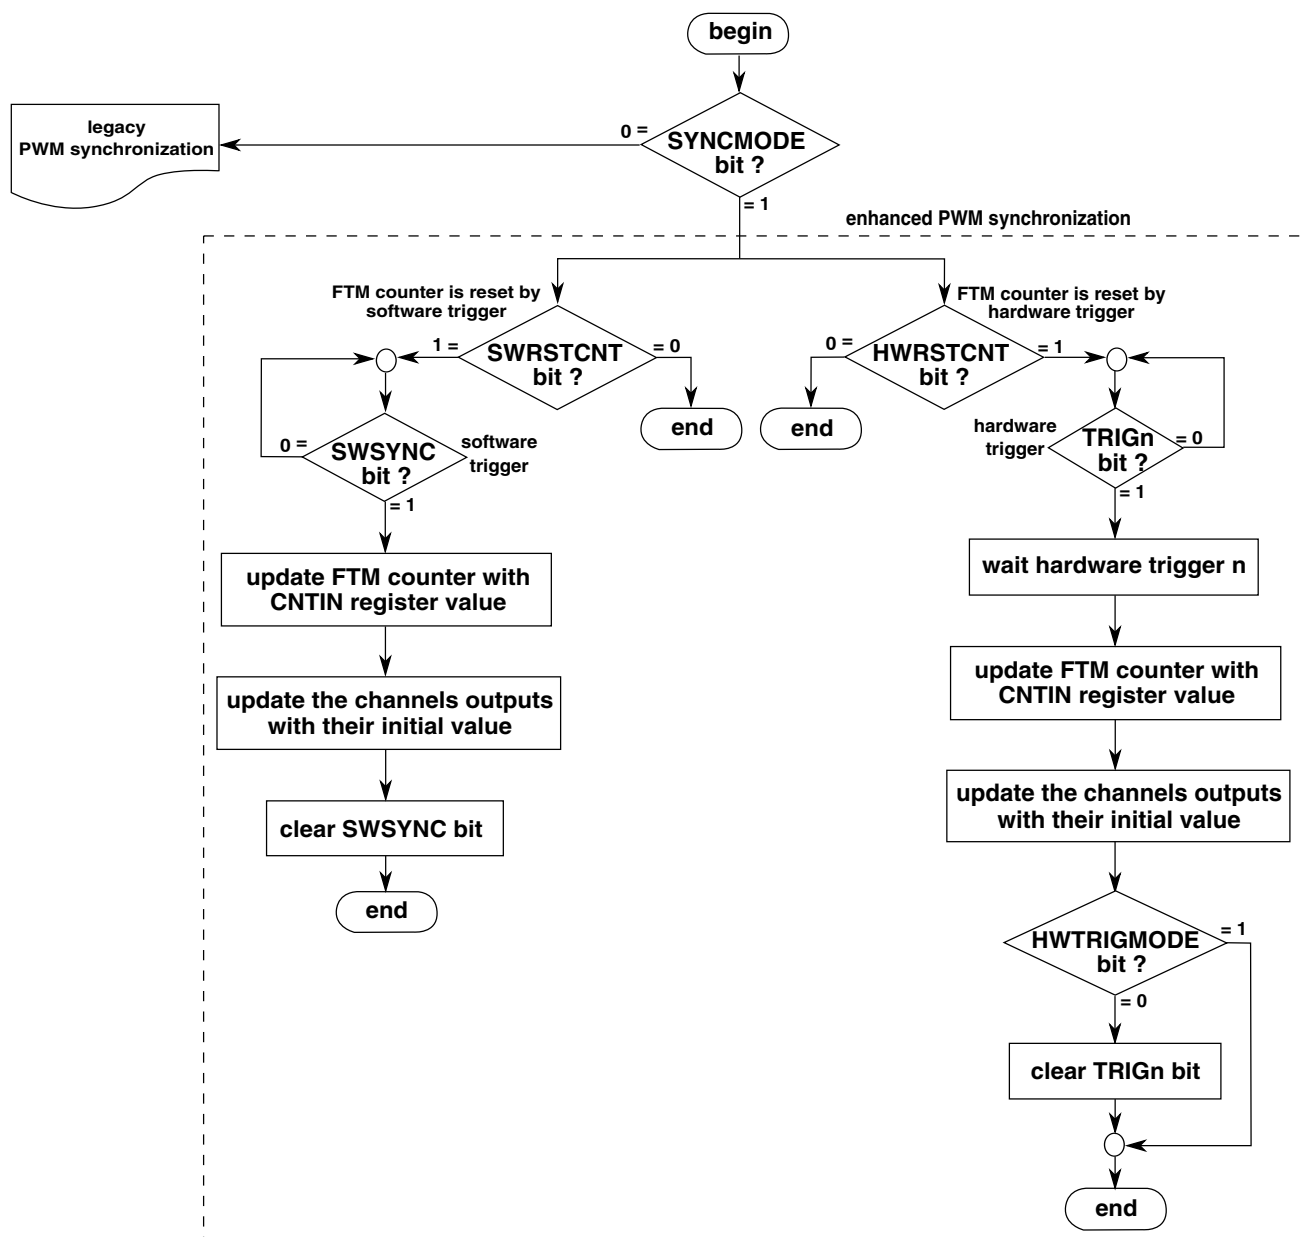 begin
legacy
PWM synchronization
0 =
SYNCMODE
bit ?
= 1
enhanced PWM synchronization
FTM counter is reset by
software trigger
FTM counter is reset by
hardware trigger
1 =
SWRSTCNT
bit ?
= 0
0 =
HWRSTCNT
bit ?
= 1
end
end
0 =
SWSYNC
bit ?
software
trigger
= 1
hardware
trigger
TRIGn
bit ?
= 0
= 1
update FTM counter with
CNTIN register value
wait hardware trigger n
update the channels outputs
with their initial value
update FTM counter with
CNTIN register value
clear SWSYNC bit
update the channels outputs
with their initial value
end
HWTRIGMODE
bit ?
= 1
= 0
clear TRIGn bit
end